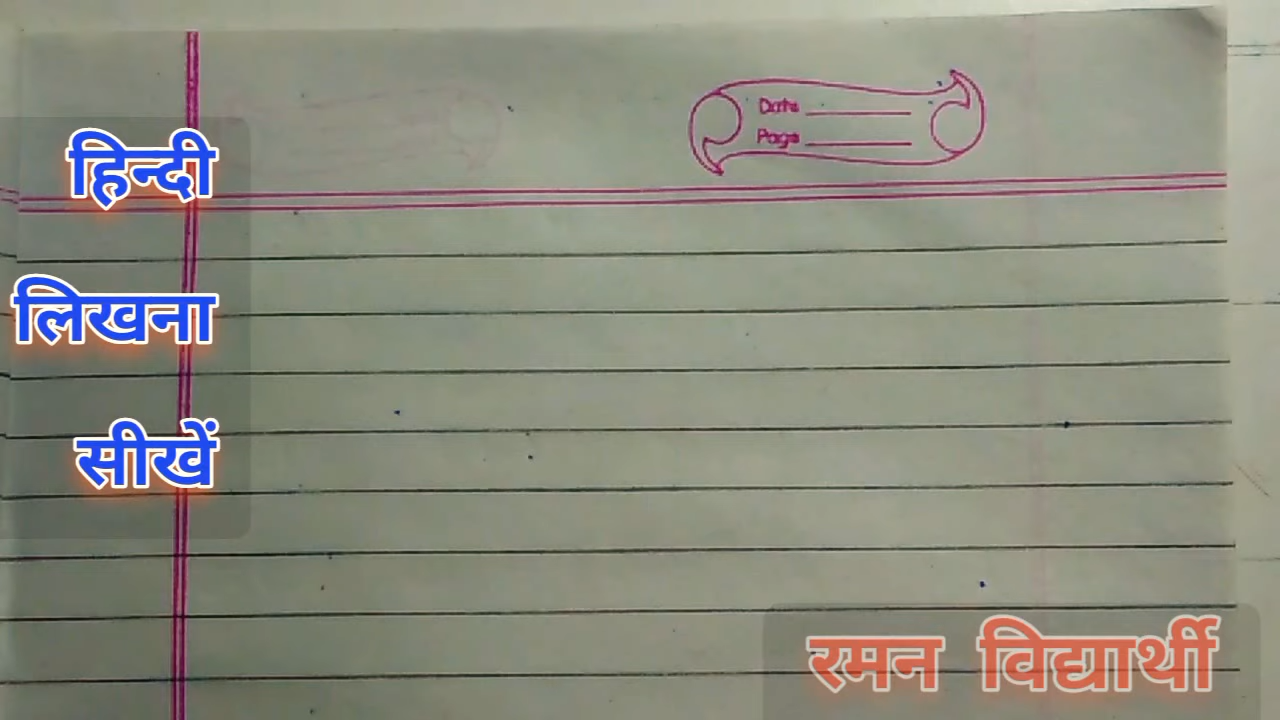 Date
Page
हिन्दी
लिखना
सीखें
रमन विद्यार्थी